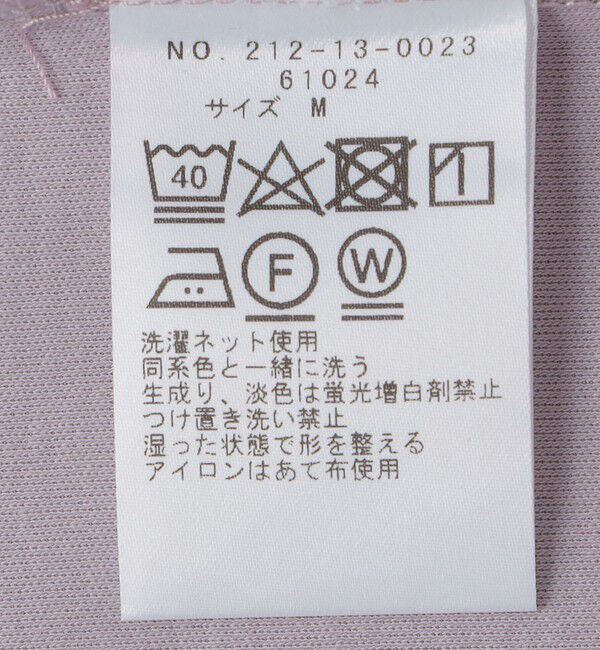 NO. 212-13-0023
61024
サイズ M
40
F W
洗濯ネット使用
同系色と一緒に洗う
生成り、淡色は蛍光増白剤禁止
つけ置き洗い禁止
湿った状態で形を整える
アイロンはあて布使用